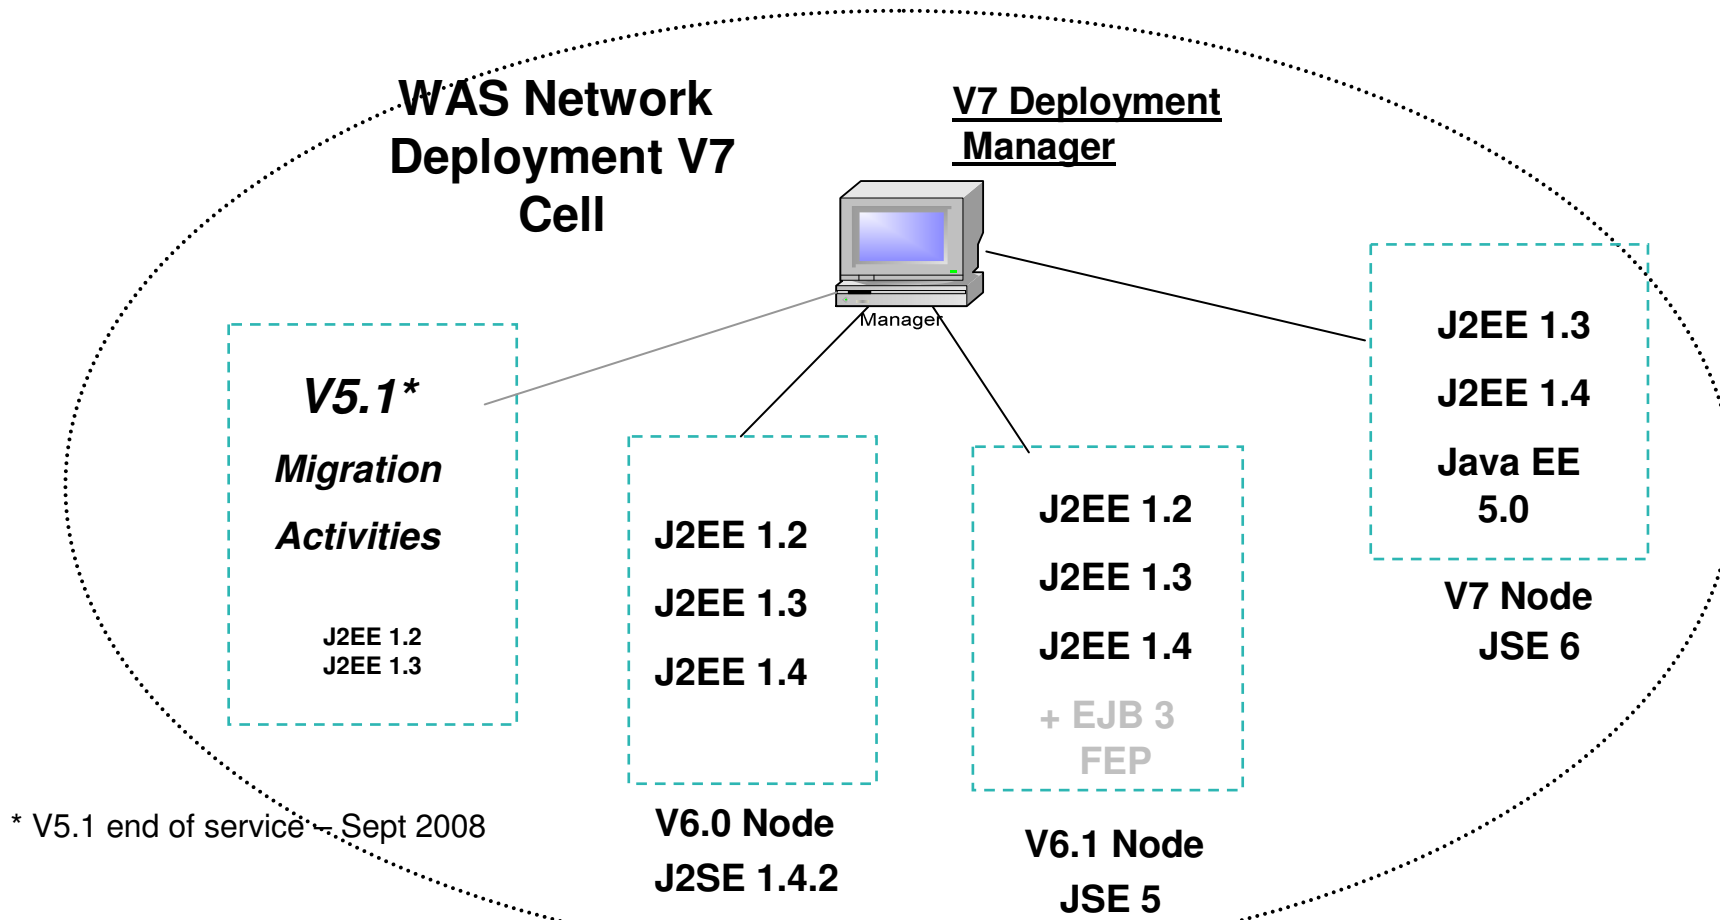 WAS Network
Deployment V7
Cell
V7 Deployment
Manager
Manager
V5.1*
Migration
Activities
J2EE 1.2
J2EE 1.3
J2EE 1.2
J2EE 1.3
J2EE 1.4
V6.0 Node
J2SE 1.4.2
J2EE 1.2
J2EE 1.3
J2EE 1.4
+ EJB 3
FEP
V6.1 Node
JSE 5
J2EE 1.3
J2EE 1.4
Java EE
5.0
V7 Node
JSE 6
* V5.1 end of service – Sept 2008